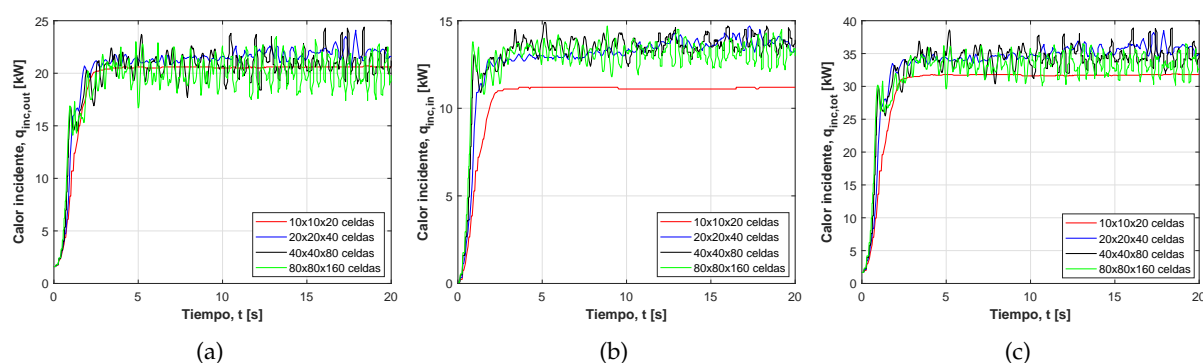 Calor incidente, q_inc,out [kW]
25
20
15
10
5
0
0 5 10 15 20
Tiempo, t [s]
10x10x20 celdas
20x20x40 celdas
40x40x80 celdas
80x80x160 celdas
(a)
Calor incidente, q_inc,in [kW]
15
10
5
0
0 5 10 15 20
Tiempo, t [s]
10x10x20 celdas
20x20x40 celdas
40x40x80 celdas
80x80x160 celdas
(b)
Calor incidente, q_inc,tot [kW]
40
35
30
25
20
15
10
5
0
0 5 10 15 20
Tiempo, t [s]
10x10x20 celdas
20x20x40 celdas
40x40x80 celdas
80x80x160 celdas
(c)